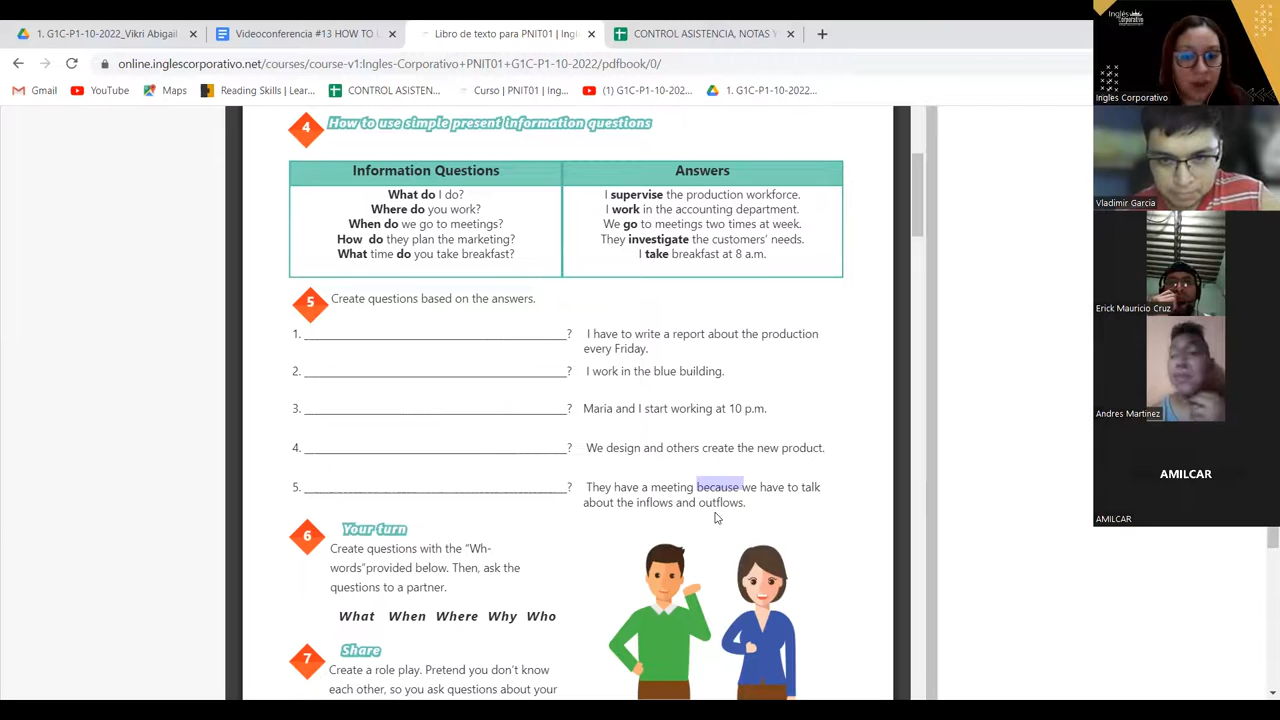 1. G1C-P1-10-2022_Vikri Abigail
Videoconferencia #13 HOW TO U
Libro de texto para PNIT01 | Ingl
CONTROL ASISTENCIA, NOTAS Y
online.inglescorporativo.net/courses/course-v1:Ingles-Corporativo+PNIT01+G1C-P1-10-2022/pdfbook/0/
Gmail
YouTube
Maps
Reading Skills | Lear...
CONTROL ASISTEN...
Curso | PNIT01 | Ing...
(1) G1C-P1-10-202...
1. G1C-P1-10-2022...
4 How to use simple present information questions
Information Questions
Answers
What do I do?
I supervise the production workforce.
Where do you work?
I work in the accounting department.
When do we go to meetings?
We go to meetings two times at week.
How do they plan the marketing?
They investigate the customers' needs.
What time do you take breakfast?
I take breakfast at 8 a.m.
5 Create questions based on the answers.
1. ________________________________________? I have to write a report about the production
every Friday.
2. ________________________________________? I work in the blue building.
3. ________________________________________? Maria and I start working at 10 p.m.
4. ________________________________________? We design and others create the new product.
5. ________________________________________? They have a meeting because we have to talk
about the inflows and outflows.
6 Your turn
Create questions with the "Wh-
words"provided below. Then, ask the
questions to a partner.
What When Where Why Who
7 Share
Create a role play. Pretend you don't know
each other, so you ask questions about your
Inglés
Corporativo
Ingles Corporativo
Vladimir Garcia
Erick Mauricio Cruz
Andres Martinez
AMILCAR
AMILCAR